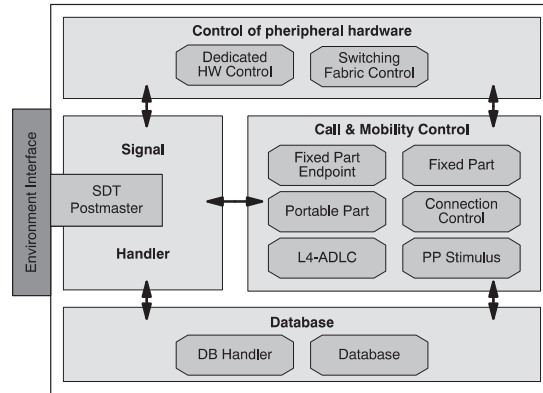 Control of pheripheral hardware
Dedicated
HW Control
Switching
Fabric Control
Environment Interface
Signal
SDT
Postmaster
Handler
Call & Mobility Control
Fixed Part
Endpoint
Fixed Part
Portable Part
Connection
Control
L4-ADLC
PP Stimulus
Database
DB Handler
Database